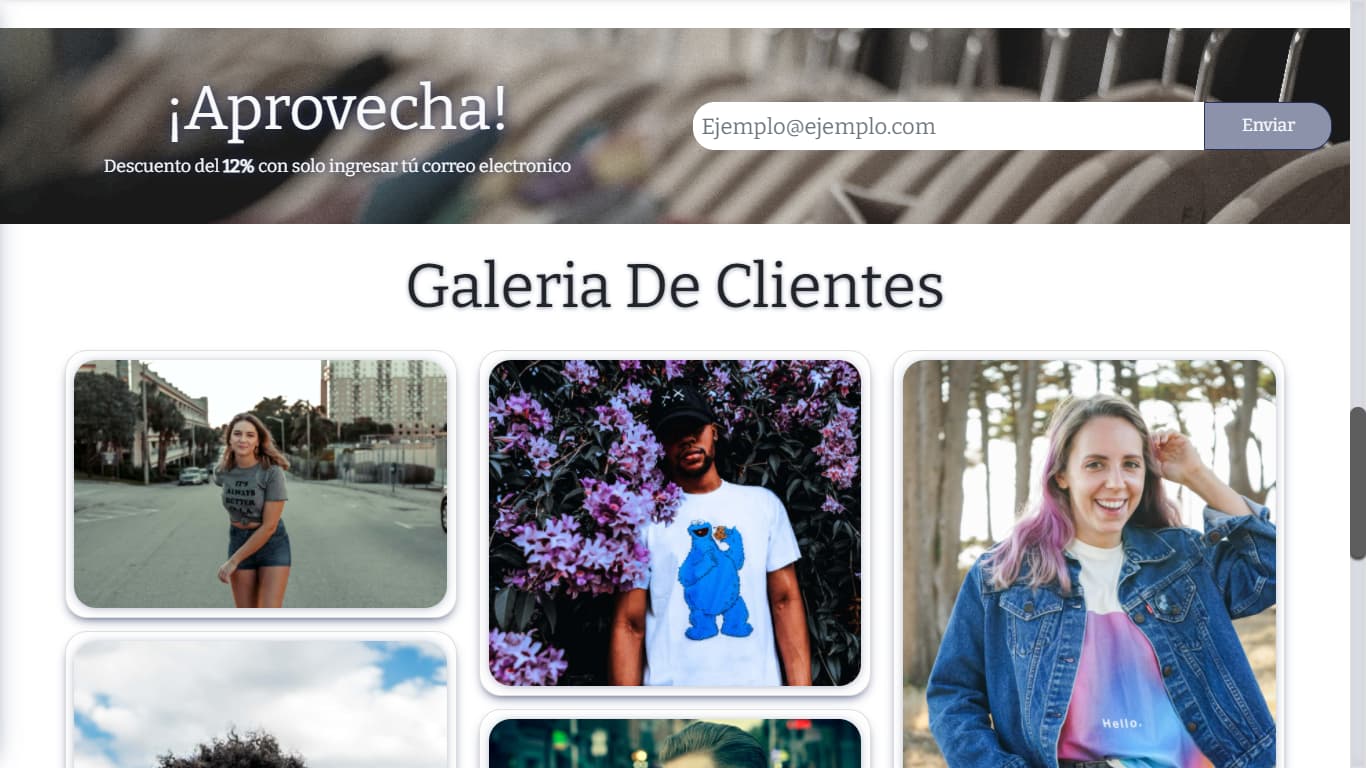 ¡Aprovecha!
Descuento del 12% con solo ingresar tú correo electronico
Ejemplo@ejemplo.com
Enviar
Galeria De Clientes
IT'S
ALWAYS
BETTER
Hello.